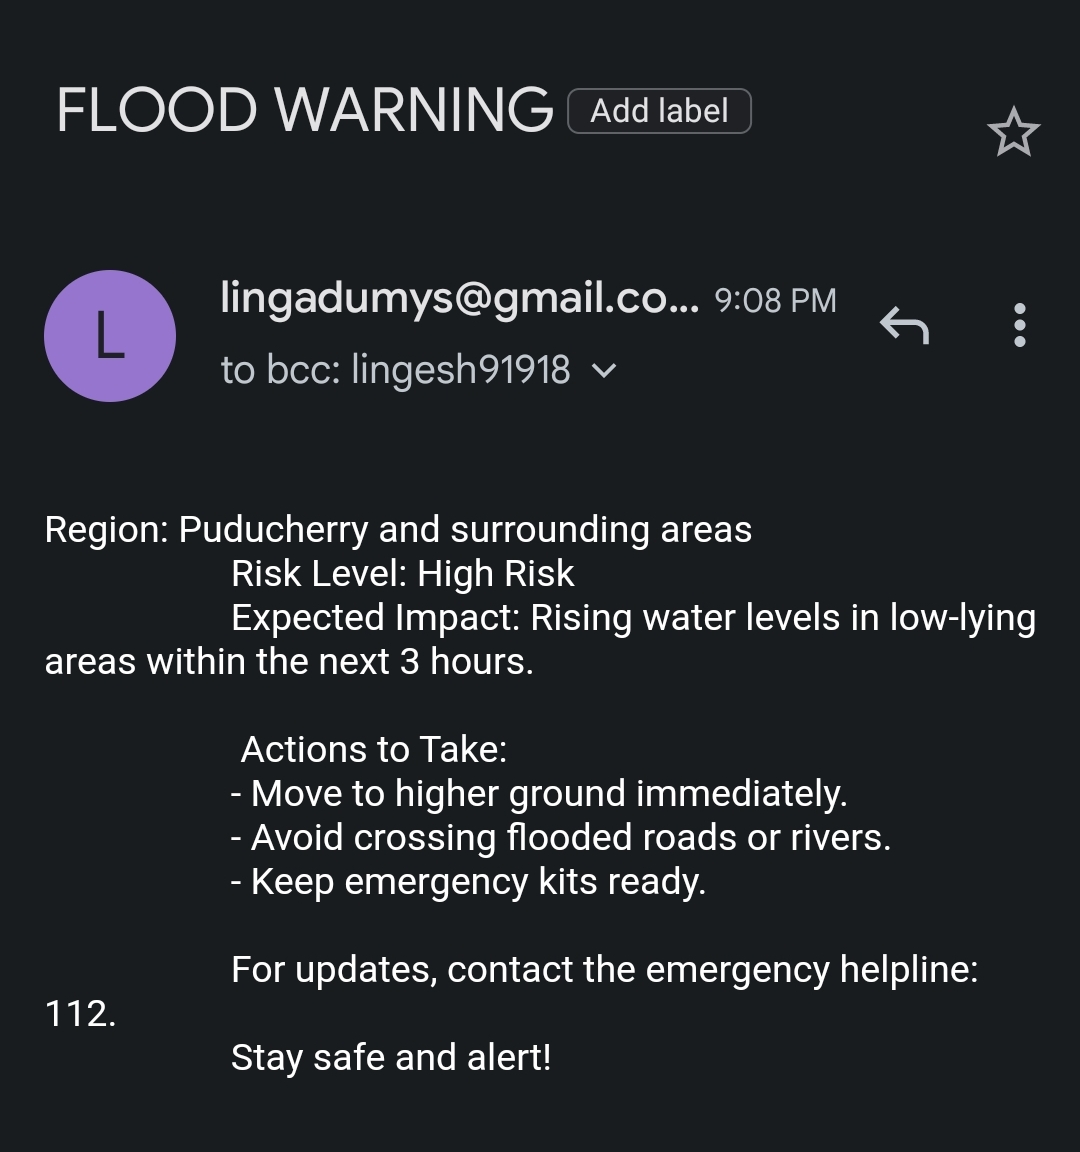 FLOOD WARNING Add label
L
lingadumys@gmail.co... 9:08 PM
to bcc: lingesh91918
Region: Puducherry and surrounding areas
Risk Level: High Risk
Expected Impact: Rising water levels in low-lying
areas within the next 3 hours.
Actions to Take:
- Move to higher ground immediately.
- Avoid crossing flooded roads or rivers.
- Keep emergency kits ready.
For updates, contact the emergency helpline:
112.
Stay safe and alert!